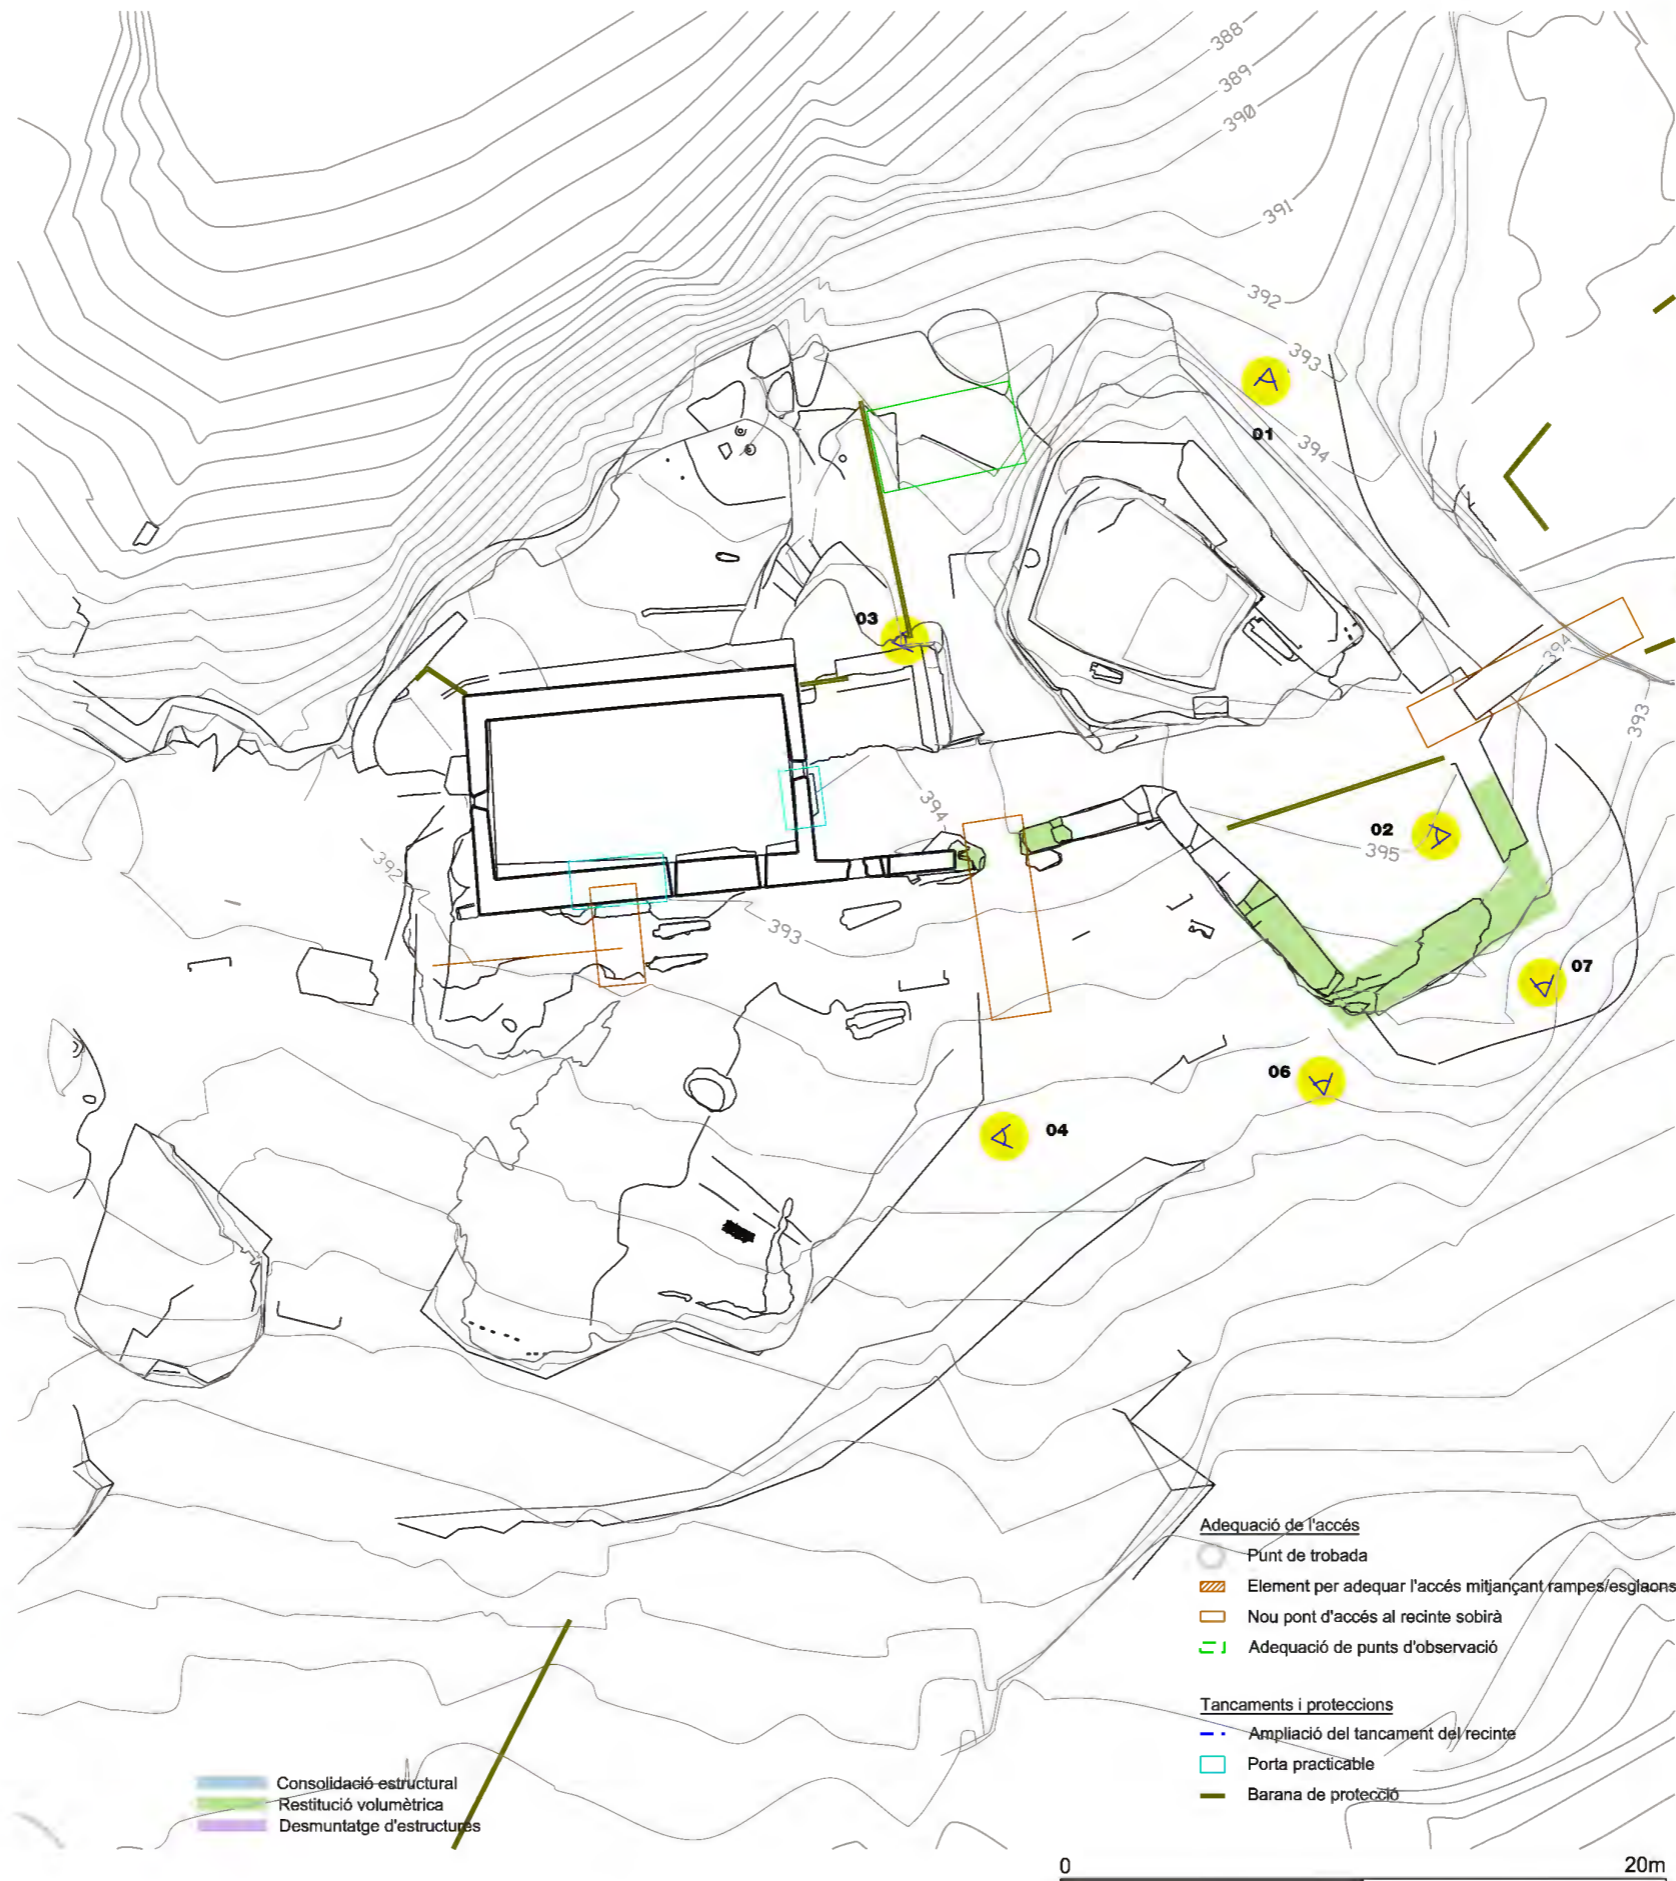 388
389
390
391
392
393
01
394
03
394
393
394
02
395
392
393
07
06
04
Adequació de l'accés
Punt de trobada
Element per adequar l'accés mitjançant rampes/esglaons
Nou pont d'accés al recinte sobirà
Adequació de punts d'observació
Tancaments i proteccions
Ampliació del tancament del recinte
Porta practicable
Barana de protecció
Consolidació estructural
Restitució volumètrica
Desmuntatge d'estructures
0 20m